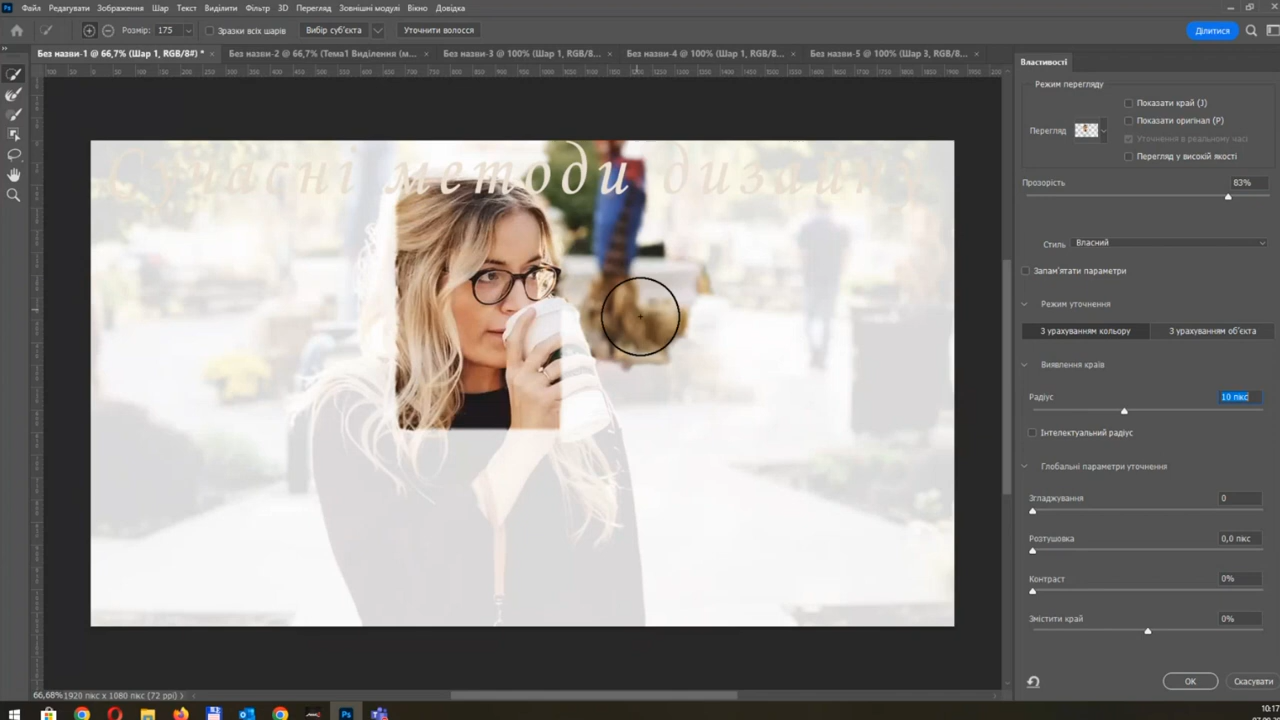 Файл Редагувати Зображення Шар Текст Виділити Фільтр 3D Перегляд Зовнішні модулі Вікно Довідка
Розмір: 175 Зразки всіх шарів Вибір суб'єкта Уточнити волосся Ділитися
Без назви-1 @ 66,7% (Шар 1, RGB/8#) * Без назви-2 @ 66,7% (Тема1 Виділення (м... Без назви-3 @ 100% (Шар 1, RGB/8... Без назви-4 @ 100% (Шар 1, RGB/8... Без назви-5 @ 100% (Шар 3, RGB/8...
Властивості
Режим перегляду
Показати край (J)
Показати оригінал (P)
Перегляд
Уточнення в реальному часі
Перегляд у високій якості
Сучасні методи дизайну
Прозорість 83%
Стиль Власний
Запам'ятати параметри
Режим уточнення
З урахуванням кольору З урахуванням об'єкта
Виявлення країв
Радіус 10 пікс
Інтелектуальний радіус
Глобальні параметри уточнення
Згладжування 0
Розтушовка 0,0 пікс
Контраст 0%
Змістити край 0%
OK Скасувати
66,68% 1920 пікс x 1080 пікс (72 ppi)
10:17